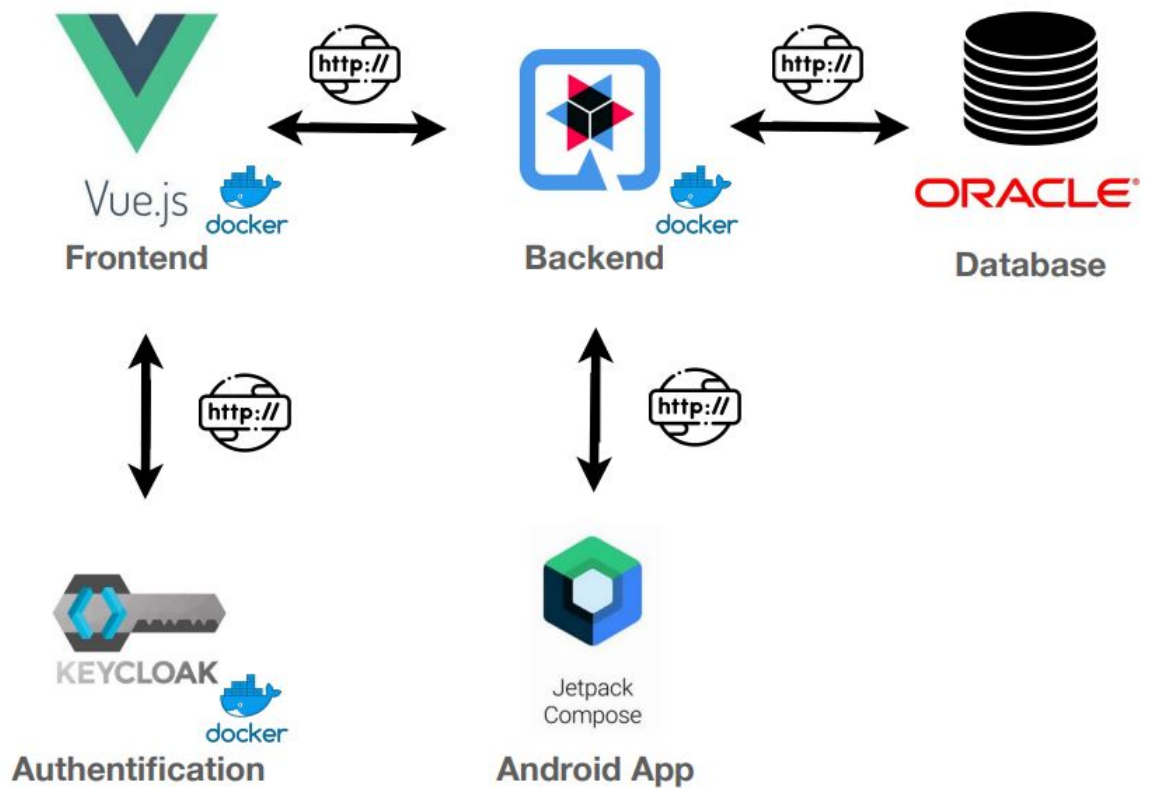 http://
http://
Vue.js
docker
docker
ORACLE®
Frontend
Backend
Database
http://
http://
KEYCLOAK
docker
Jetpack
Compose
Authentification
Android App